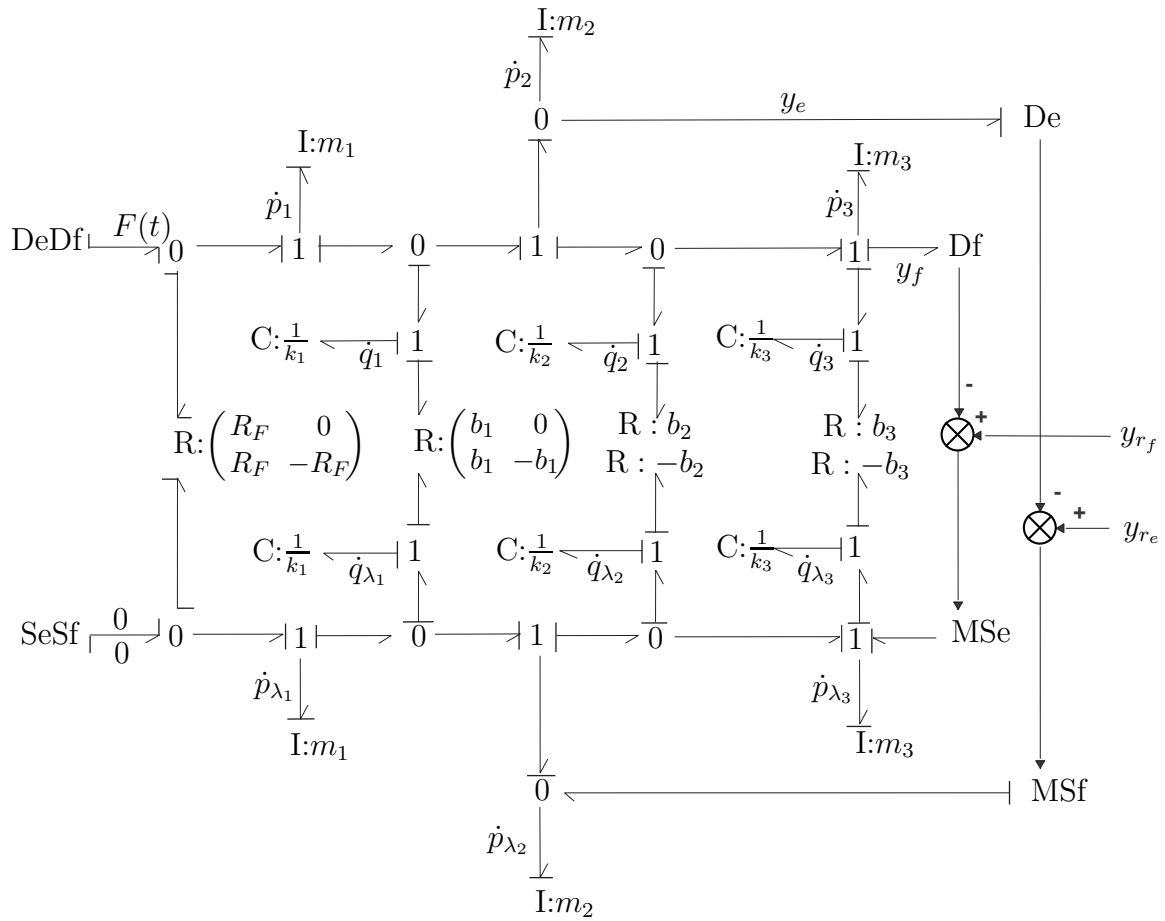 I:m₂
ṗ₂
0 y_e De
I:m₁ I:m₃
ṗ₁ ṗ₃
DeDf F(t) 0 1 0 1 0 1 y_f Df
C:1/k₁ q̇₁ 1 C:1/k₂ q̇₂ 1 C:1/k₃ q̇₃ 1
- +
R:(R_F 0 R_F −R_F) R:(b₁ 0 b₁ −b₁) R : b₂ R : b₃ y_{r_f}
R : −b₂ R : −b₃
- +
y_{r_e}
C:1/k₁ q̇_{λ₁} 1 C:1/k₂ q̇_{λ₂} 1 C:1/k₃ q̇_{λ₃} 1
SeSf 0 0 0 1 0 1 0 1 MSe
ṗ_{λ₁} ṗ_{λ₃}
I:m₁ I:m₃
0 MSf
ṗ_{λ₂}
I:m₂